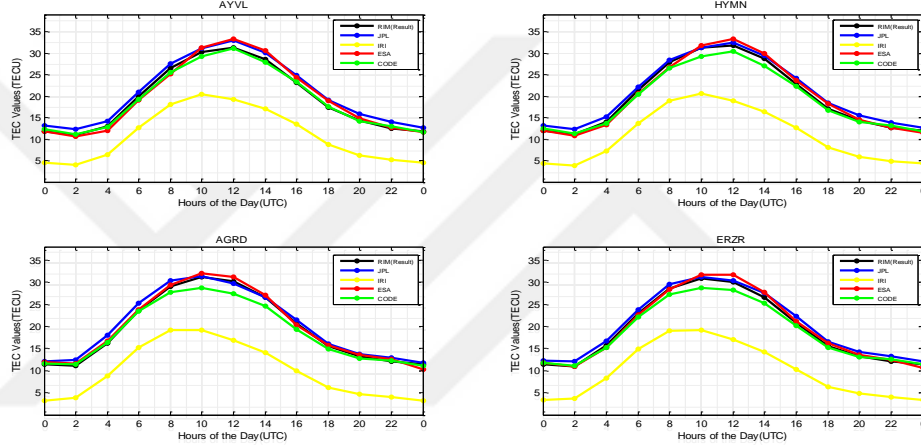 AYVL
TEC Values(TECU)
35
30
25
20
15
10
5
0 2 4 6 8 10 12 14 16 18 20 22 0
Hours of the Day(UTC)
RIM(Result)
JPL
IRI
ESA
CODE
HYMN
TEC Values(TECU)
35
30
25
20
15
10
5
0 2 4 6 8 10 12 14 16 18 20 22 0
Hours of the Day(UTC)
RIM(Result)
JPL
IRI
ESA
CODE
AGRD
TEC Values(TECU)
35
30
25
20
15
10
5
0 2 4 6 8 10 12 14 16 18 20 22 0
Hours of the Day(UTC)
RIM(Result)
JPL
IRI
ESA
CODE
ERZR
TEC Values(TECU)
35
30
25
20
15
10
5
0 2 4 6 8 10 12 14 16 18 20 22 0
Hours of the Day(UTC)
RIM(Result)
JPL
IRI
ESA
CODE